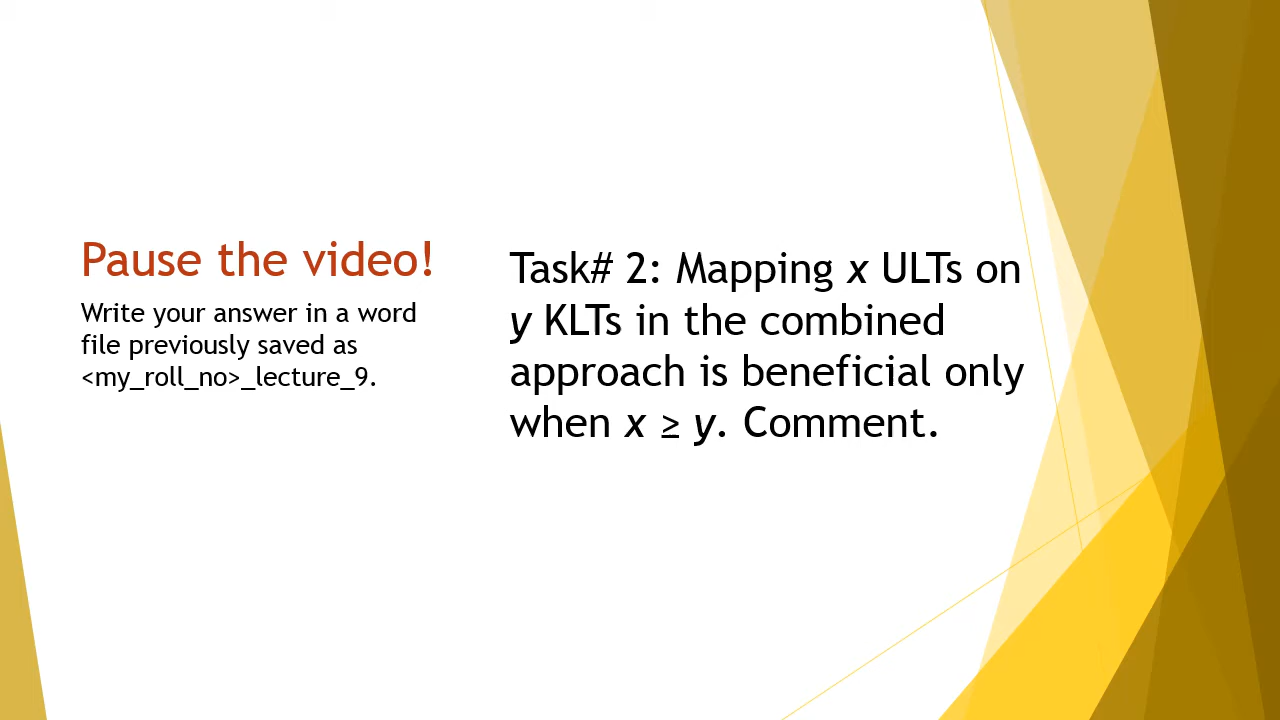 Pause the video!
Write your answer in a word
file previously saved as
<my_roll_no>_lecture_9.
Task# 2: Mapping x ULTs on
y KLTs in the combined
approach is beneficial only
when x ≥ y. Comment.